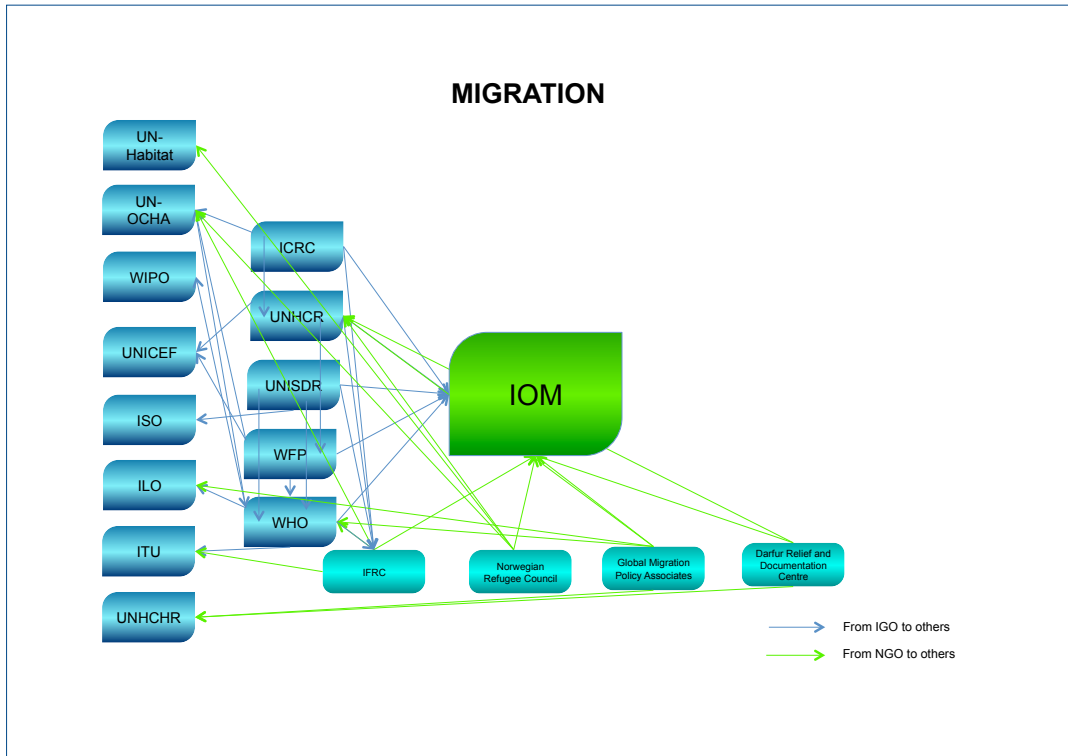 MIGRATION
UN-
Habitat
UN-
OCHA
ICRC
WIPO
UNHCR
UNICEF
UNISDR
IOM
ISO
WFP
ILO
WHO
ITU
IFRC
Norwegian
Refugee Council
Global Migration
Policy Associates
Darfur Relief and
Documentation
Centre
UNHCHR
From IGO to others
From NGO to others